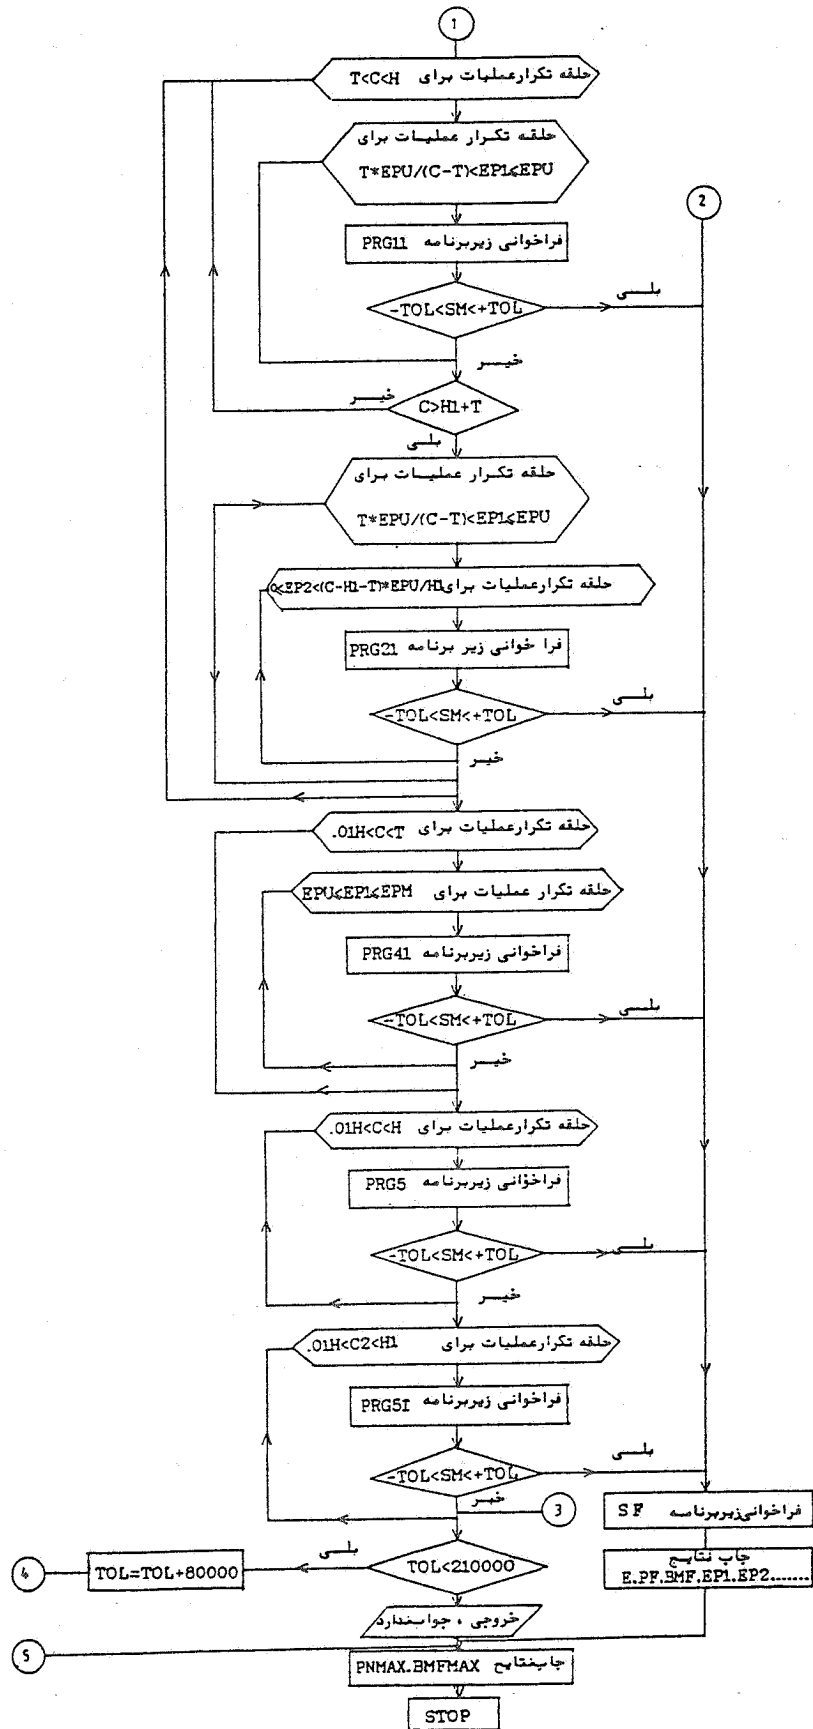 1
حلقه تکرارعملیات برای T<C<H
حلقه تکرار عملیات برای
T*EPU/(C-T)<EP1⩽EPU
2
فراخوانی زیربرنامه PRG11
-TOL<SM<+TOL
بلی
خیر
C>H1+T
خیر
بلی
حلقه تکرار عملیات برای
T*EPU/(C-T)<EP1⩽EPU
حلقه تکرارعملیات برای 0<EP2<(C-H1-T)*EPU/H1
فرا خوانی زیر برنامه PRG21
-TOL<SM<+TOL
بلی
خیر
حلقه تکرارعملیات برای .01H<C<T
حلقه تکرار عملیات برای EPU⩽EP1⩽EPM
فراخوانی زیربرنامه PRG41
-TOL<SM<+TOL
بلی
خیر
حلقه تکرارعملیات برای .01H<C<H
فراخوانی زیربرنامه PRG5
-TOL<SM<+TOL
بلی
خیر
حلقه تکرارعملیات برای .01H<C2<H1
فراخوانی زیربرنامه PRG5I
-TOL<SM<+TOL
بلی
خیر
3
فراخوانی زیربرنامه SF
چاپ نتایج
E.PF.BMF.EP1.EP2.......
TOL<210000
بلی
TOL=TOL+80000
4
خروجی ، جوابندارد
5
چاپنتایج PNMAX.BMFMAX
STOP